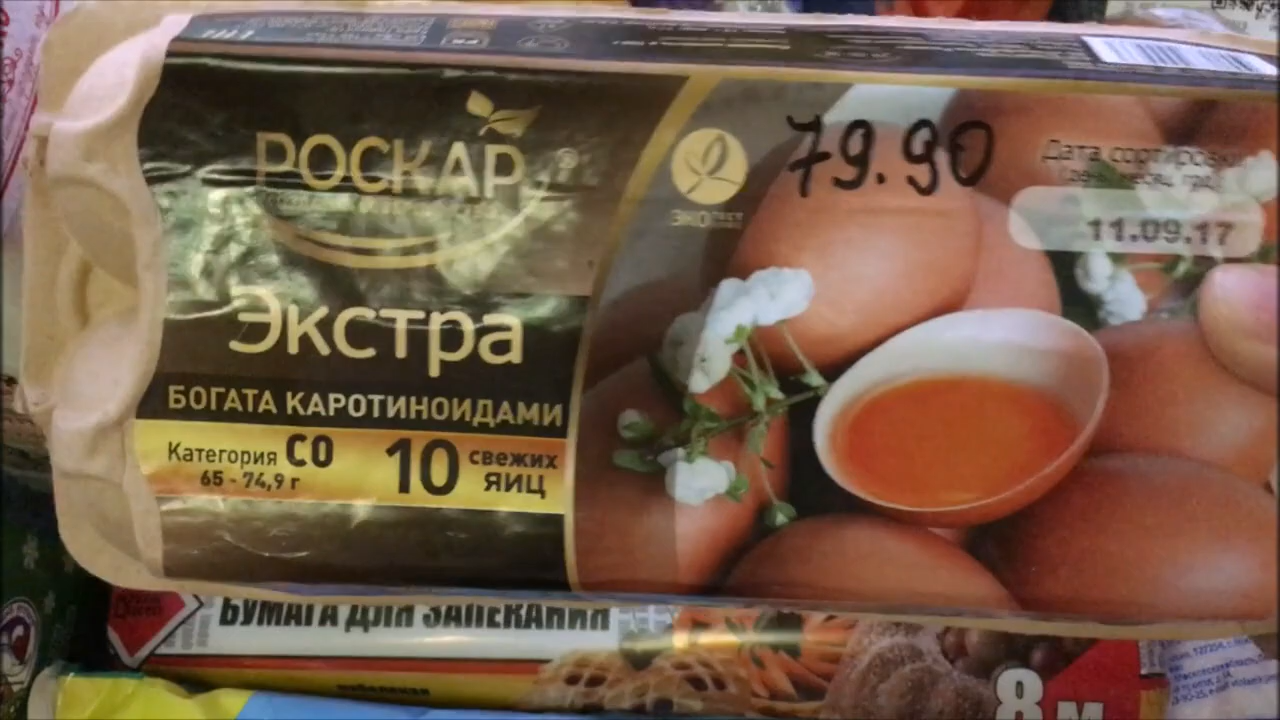 РОСКАР
Экстра
БОГАТА КАРОТИНОИДАМИ
Категория СО
65 - 74,9 г
10 свежих
ЯИЦ
ЭКО
79.90
Дата сортировки
11.09.17
БУМАГА ДЛЯ ЗАПЕКАНИЯ
8 м